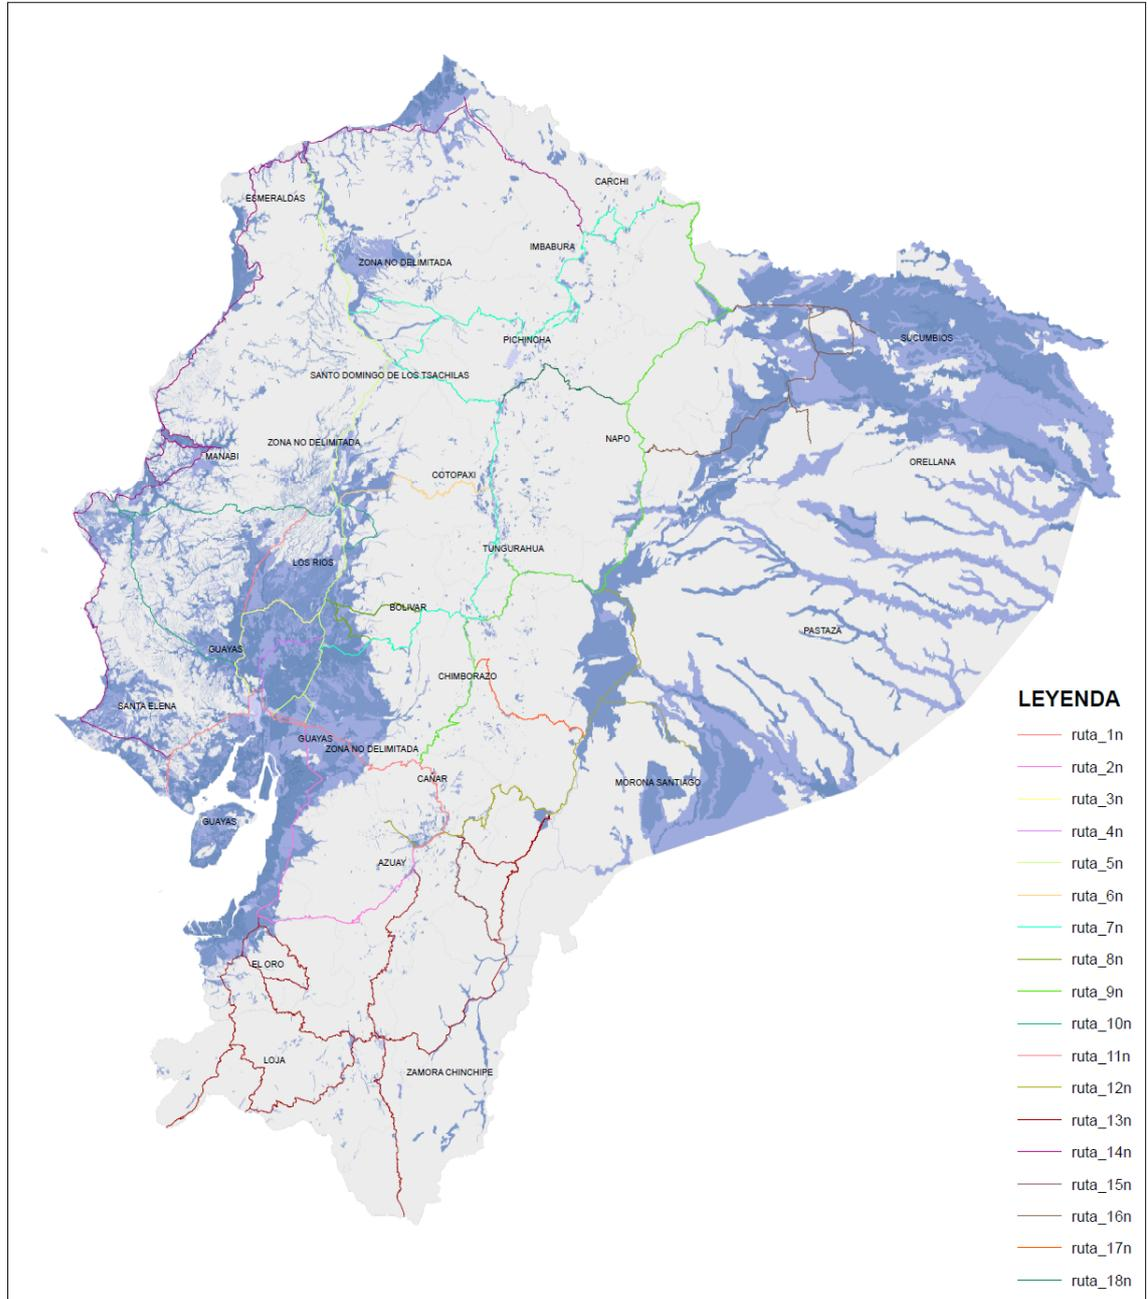 CARCHI
ESMERALDAS
IMBABURA
ZONA NO DELIMITADA
SUCUMBIOS
PICHINCHA
SANTO DOMINGO DE LOS TSACHILAS
NAPO
ZONA NO DELIMITADA
MANABI
ORELLANA
COTOPAXI
TUNGURAHUA
LOS RIOS
BOLIVAR
PASTAZA
GUAYAS
CHIMBORAZO
SANTA ELENA
GUAYAS
ZONA NO DELIMITADA
CAÑAR
MORONA SANTIAGO
GUAYAS
AZUAY
EL ORO
LOJA
ZAMORA CHINCHIPE
LEYENDA
ruta_1n
ruta_2n
ruta_3n
ruta_4n
ruta_5n
ruta_6n
ruta_7n
ruta_8n
ruta_9n
ruta_10n
ruta_11n
ruta_12n
ruta_13n
ruta_14n
ruta_15n
ruta_16n
ruta_17n
ruta_18n